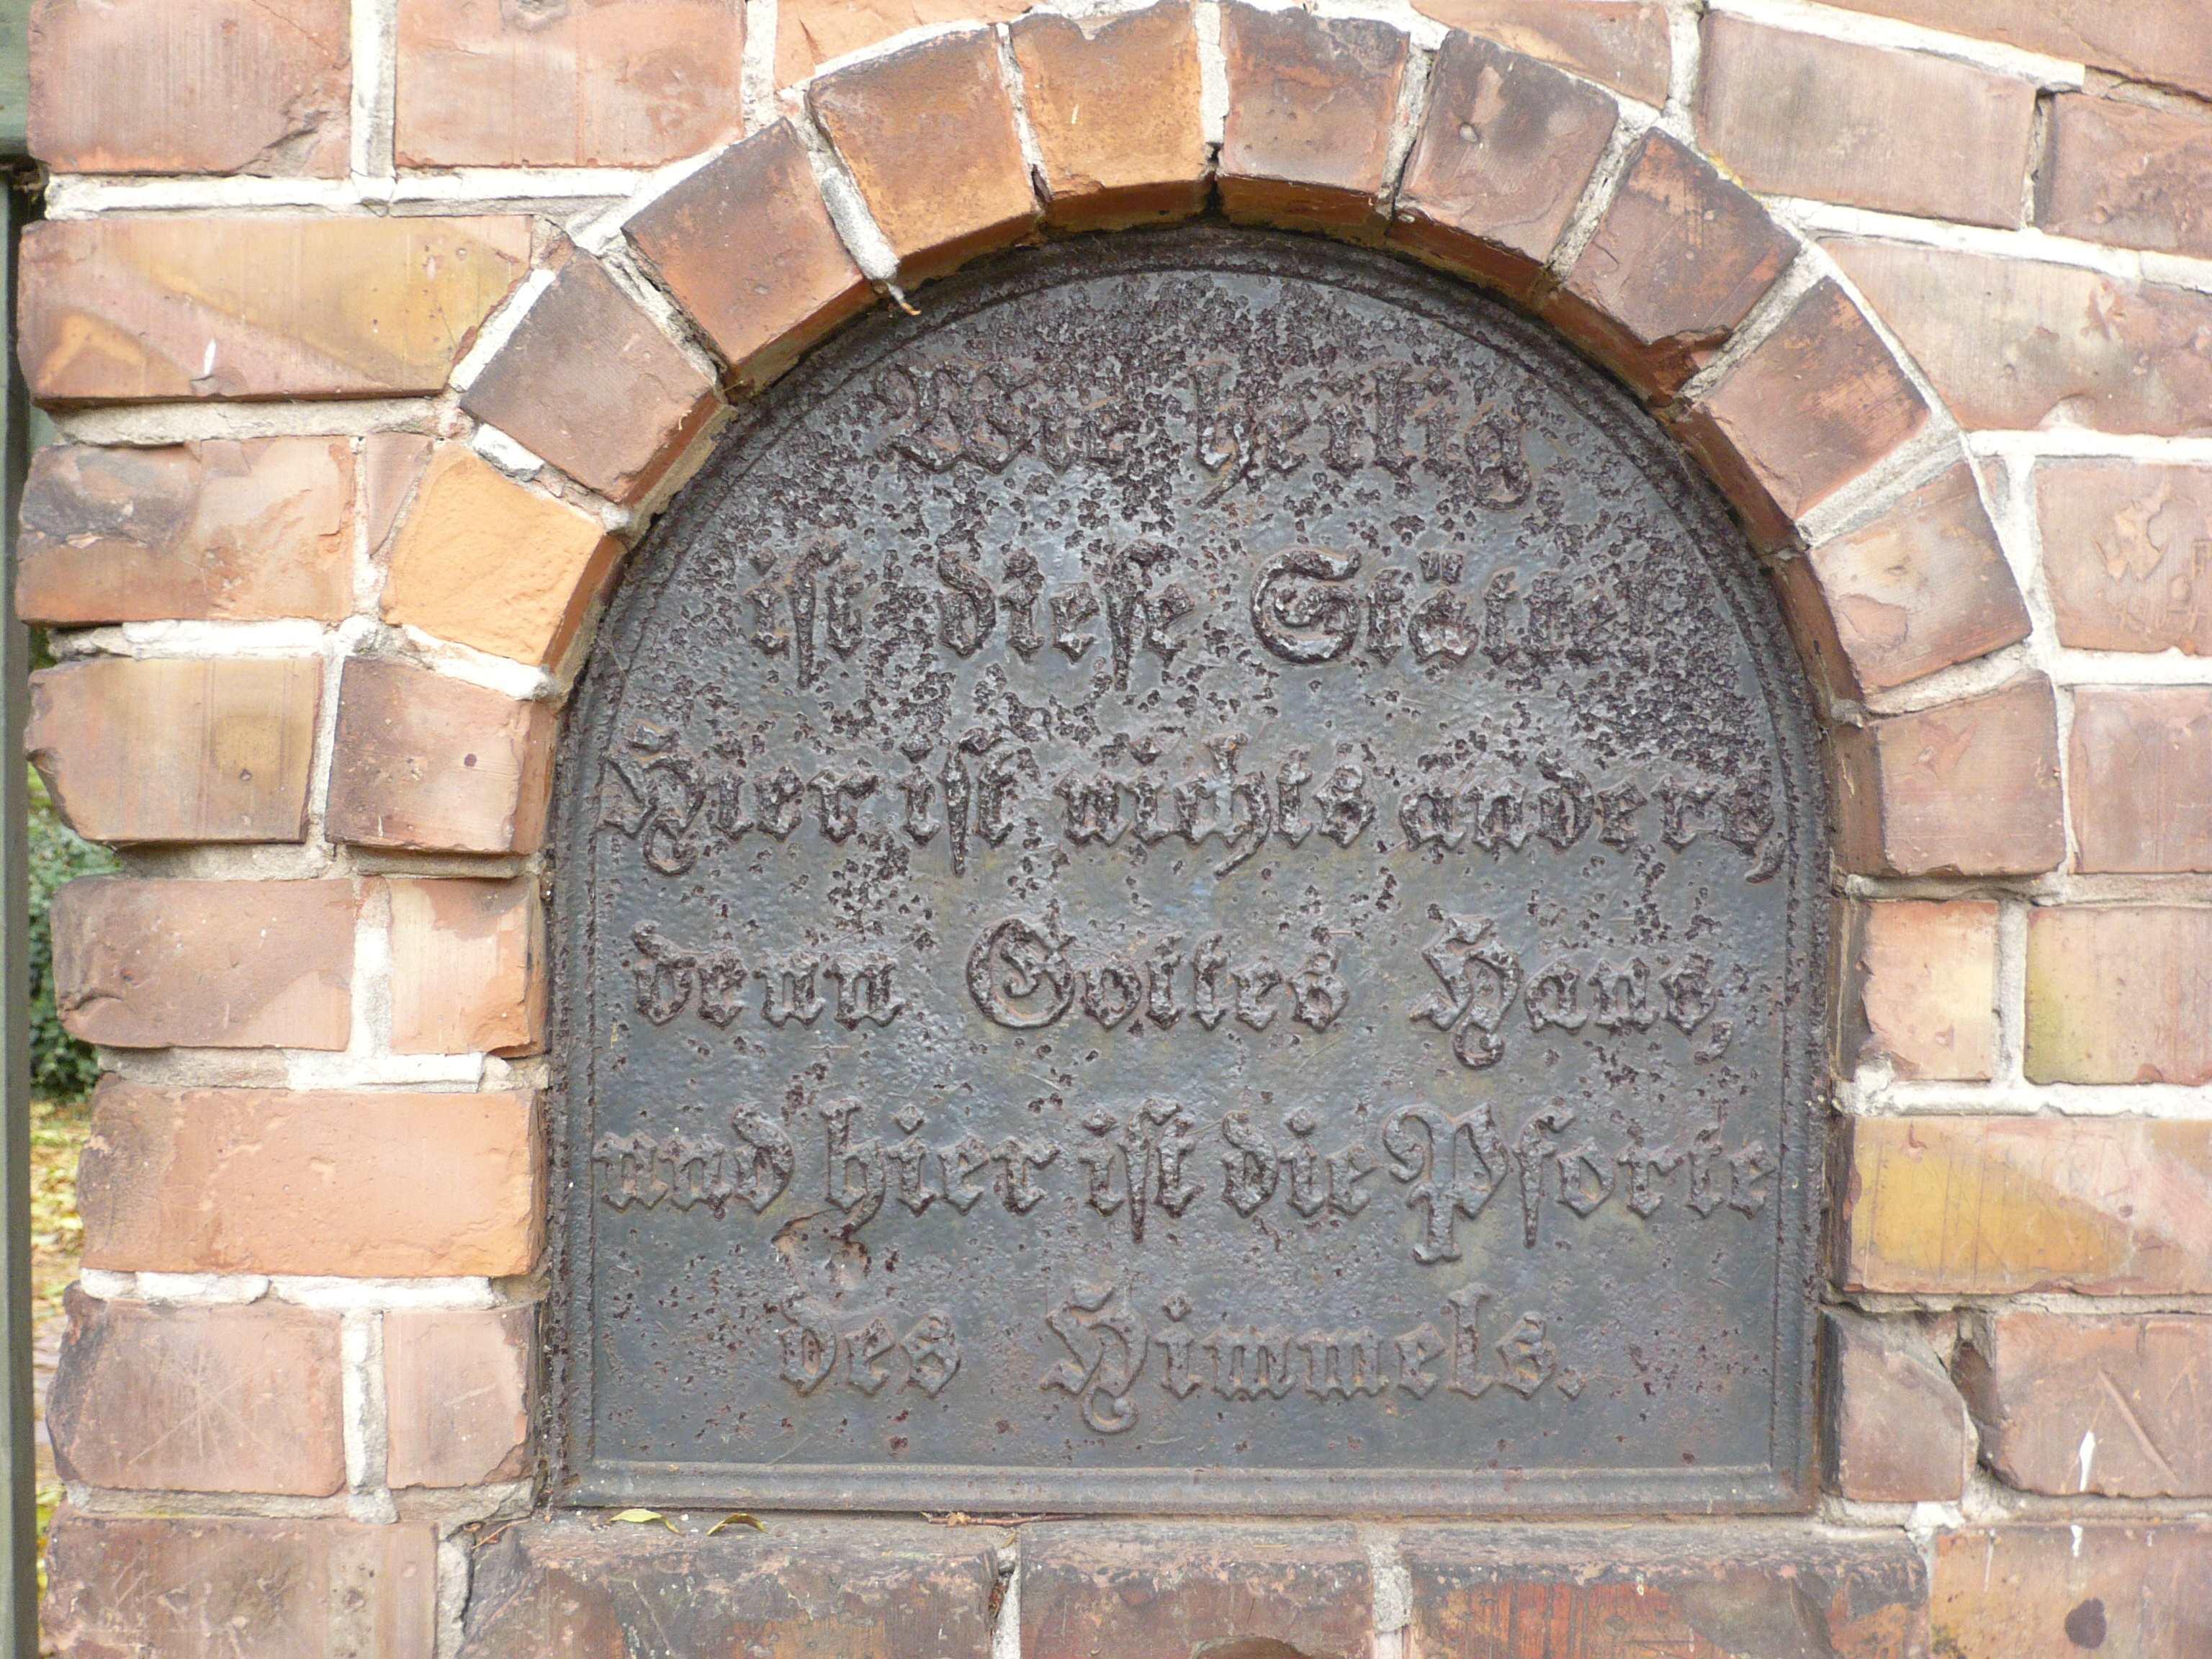 Wie heilig
ist diese Stätte!
Hier ist nichts anders,
denn Gottes Haus,
und hier ist die Pforte
des Himmels.